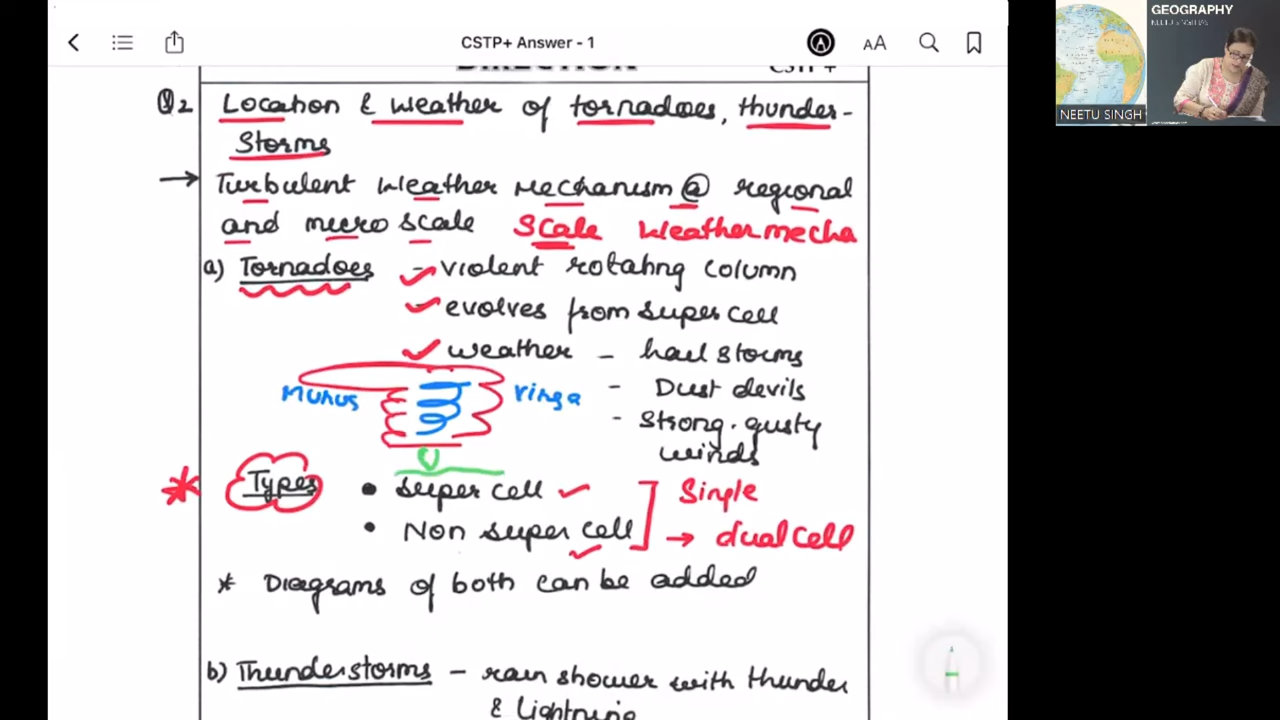 CSTP+ Answer - 1
AA
GEOGRAPHY
NEETU SINGH
DIRECTION
CSTP+
Q2 Location & weather of tornadoes, thunder-
storms
→ Turbulent weather mechanism @ regional
and micro scale Scale Weather mecha
a) Tornadoes - violent rotating column
- evolves from super cell
weather - hail storms
- Dust devils
- Strong gusty
winds
Types • Super cell Single
• Non super cell → dual cell
* Diagrams of both can be added
b) Thunderstorms - rain shower with thunder
& Lightning